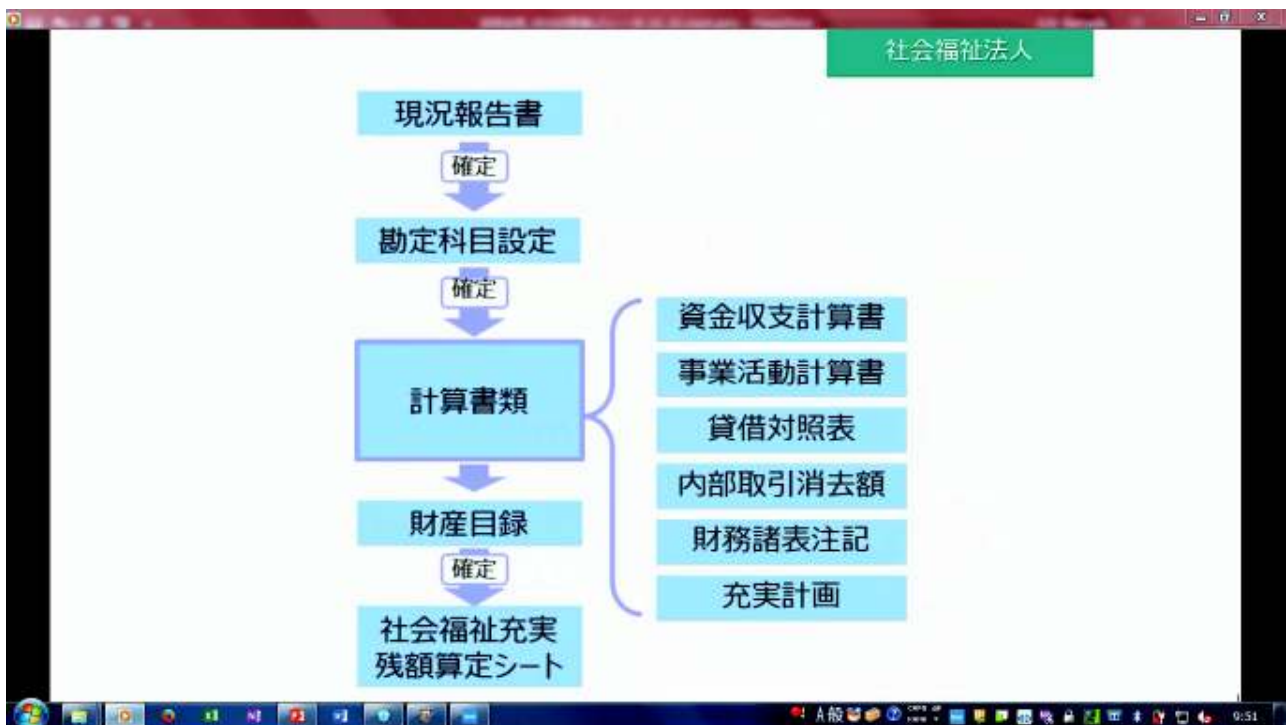 社会福祉法人
現況報告書
確定
勘定科目設定
確定
計算書類
資金収支計算書
事業活動計算書
貸借対照表
内部取引消去額
財務諸表注記
充実計画
財産目録
確定
社会福祉充実
残額算定シート
A般
9:51